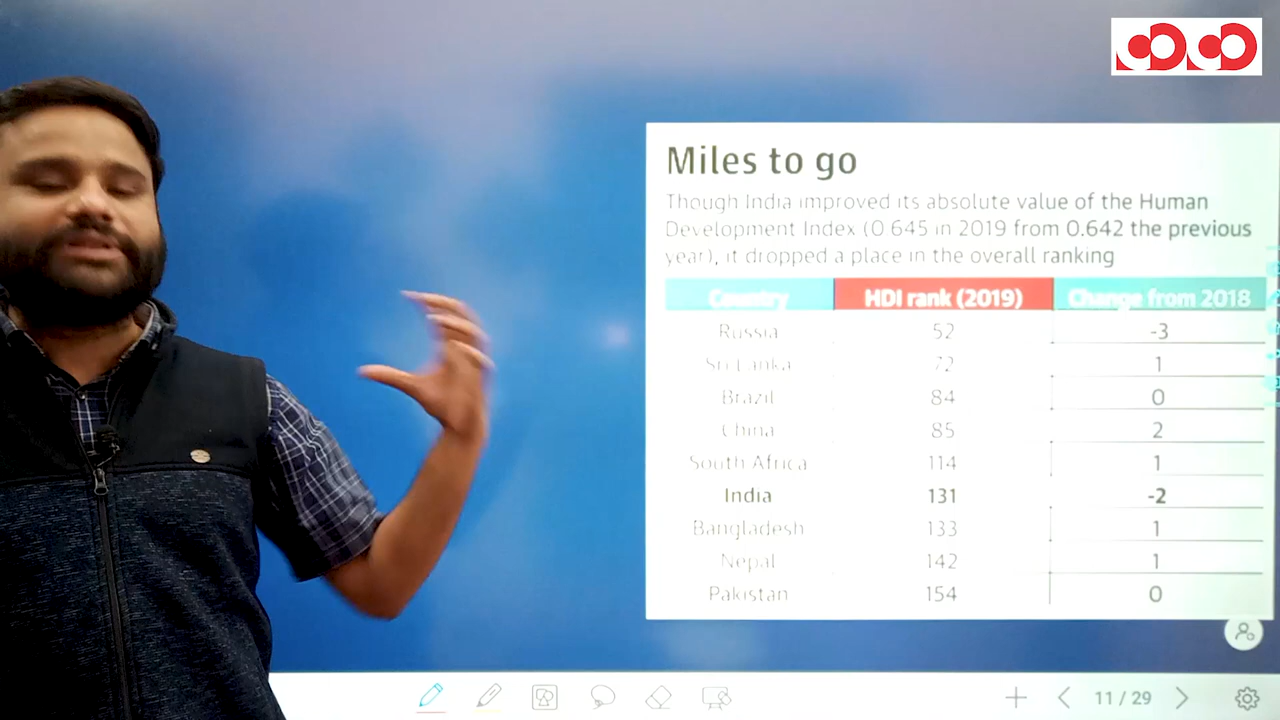 Miles to go
Though India improved its absolute value of the Human
Development Index (0.645 in 2019 from 0.642 the previous
year), it dropped a place in the overall ranking
Country HDI rank (2019) Change from 2018
Russia 52 -3
Sri Lanka 72 1
Brazil 84 0
China 85 2
South Africa 114 1
India 131 -2
Bangladesh 133 1
Nepal 142 1
Pakistan 154 0
11 / 29